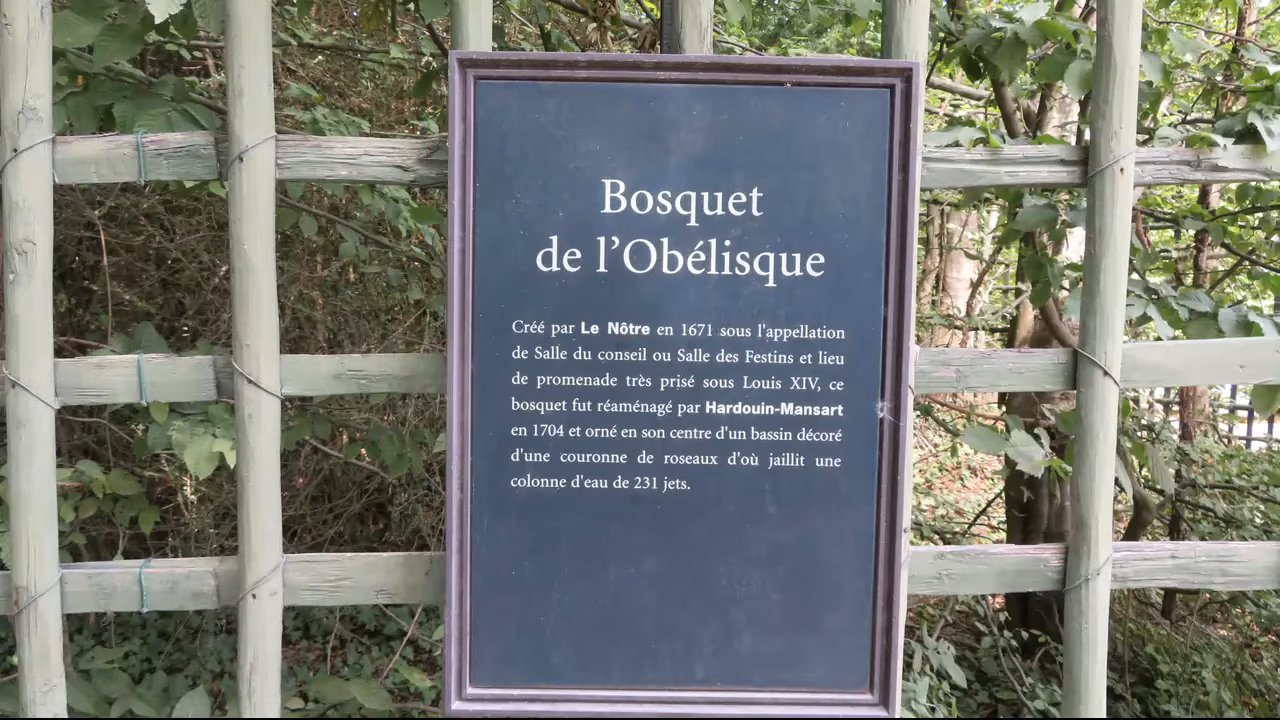 Bosquet
de l’Obélisque
Créé par Le Nôtre en 1671 sous l'appellation
de Salle du conseil ou Salle des Festins et lieu
de promenade très prisé sous Louis XIV, ce
bosquet fut réaménagé par Hardouin-Mansart
en 1704 et orné en son centre d'un bassin décoré
d'une couronne de roseaux d'où jaillit une
colonne d'eau de 231 jets.